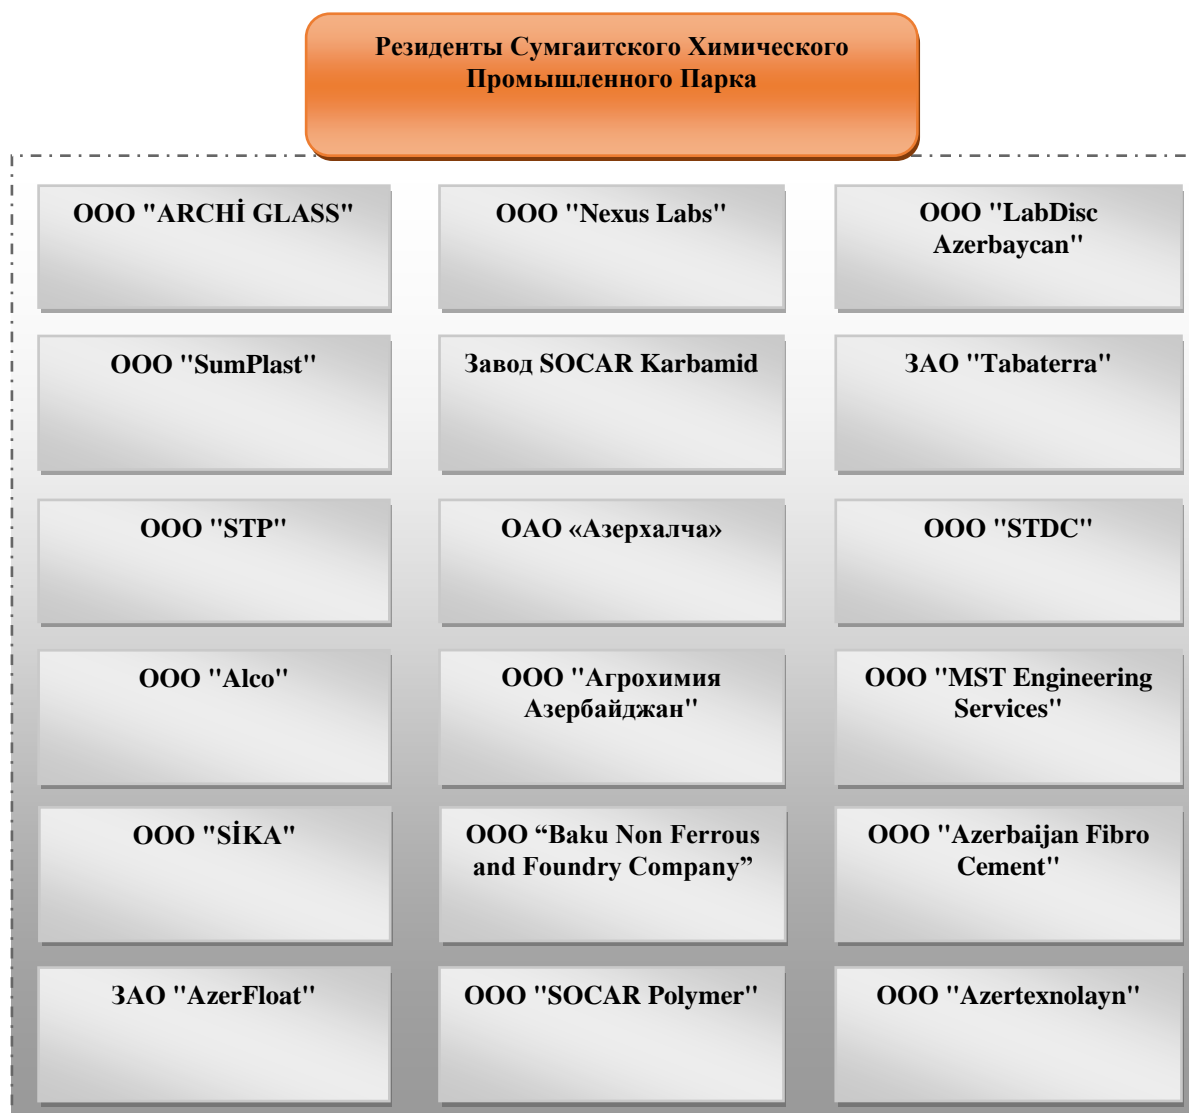 Резиденты Сумгаитского Химического
Промышленного Парка
ООО "ARCHİ GLASS"
ООО "Nexus Labs"
ООО "LabDisc
Azerbaycan"
ООО "SumPlast"
Завод SOCAR Karbamid
ЗАО "Tabaterra"
ООО "STP"
ОАО «Азерхалча»
ООО "STDC"
ООО "Alco"
ООО "Агрохимия
Азербайджан"
ООО "MST Engineering
Services"
ООО "SİKA"
ООО “Baku Non Ferrous
and Foundry Company”
ООО "Azerbaijan Fibro
Cement"
ЗАО "AzerFloat"
ООО "SOCAR Polymer"
ООО "Azertexnolayn"